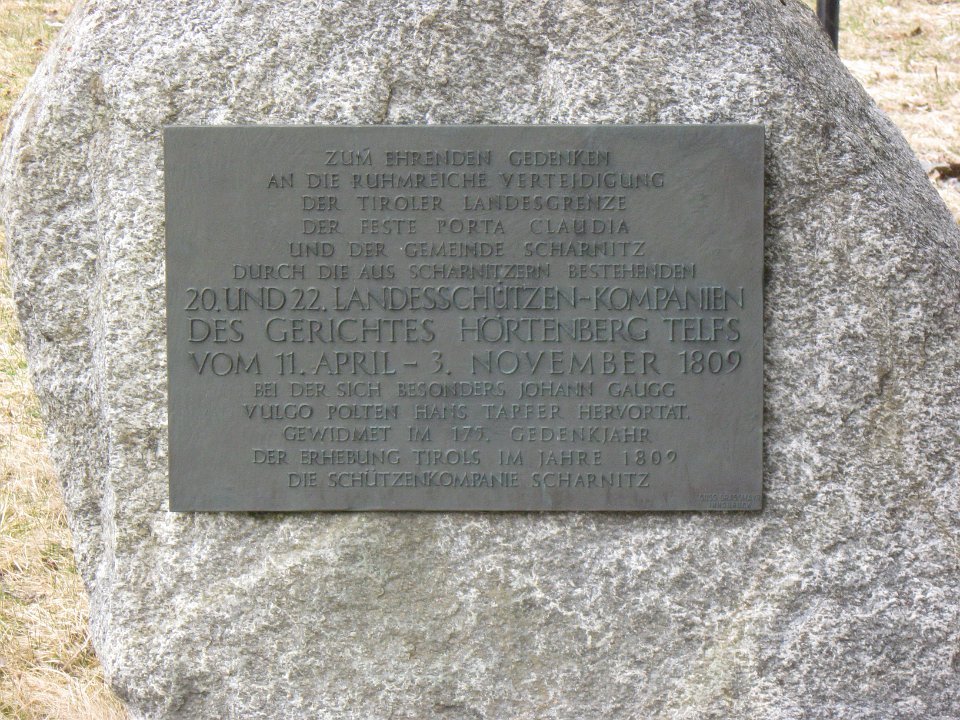 ZUM EHRENDEN GEDENKEN
AN DIE RUHMREICHE VERTEIDIGUNG
DER TIROLER LANDESGRENZE
DER FESTE PORTA CLAUDIA
UND DER GEMEINDE SCHARNITZ
DURCH DIE AUS SCHARNITZERN BESTEHENDEN
20. UND 22. LANDESSCHÜTZEN-KOMPANIEN
DES GERICHTES HÖRTENBERG TELFS
VOM 11. APRIL - 3. NOVEMBER 1809
BEI DER SICH BESONDERS JOHANN GAUGG
VULGO POLTEN HANS TAPFER HERVORTAT.
GEWIDMET IM 175. GEDENKJAHR
DER ERHEBUNG TIROLS IM JAHRE 1809
DIE SCHÜTZENKOMPANIE SCHARNITZ
GUSS GRASSMAYR
INNSBRUCK